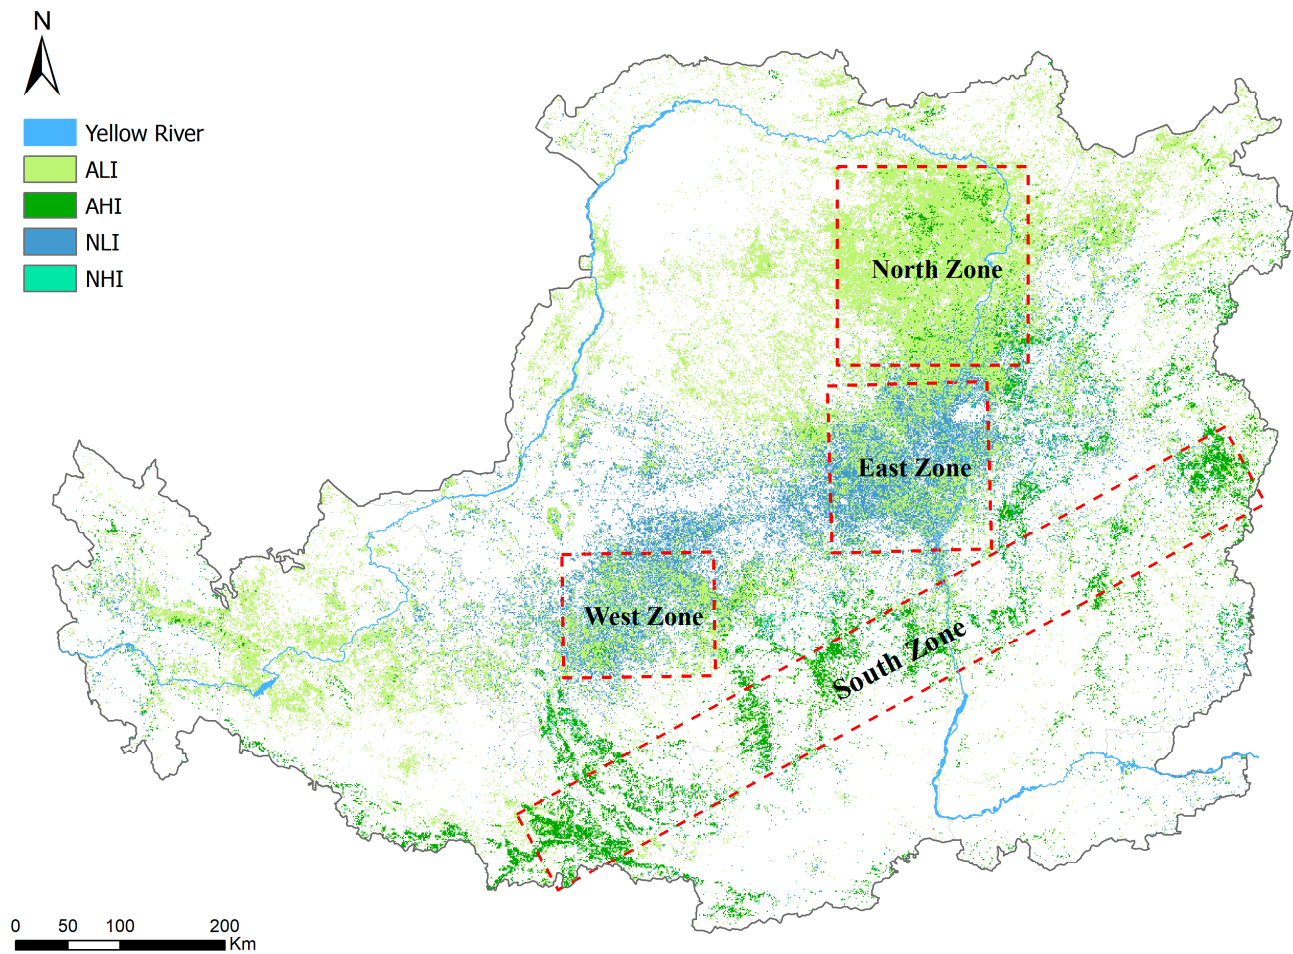 N
Yellow River
ALI
AHI
NLI
NHI
North Zone
East Zone
West Zone
South Zone
0 50 100 200
Km